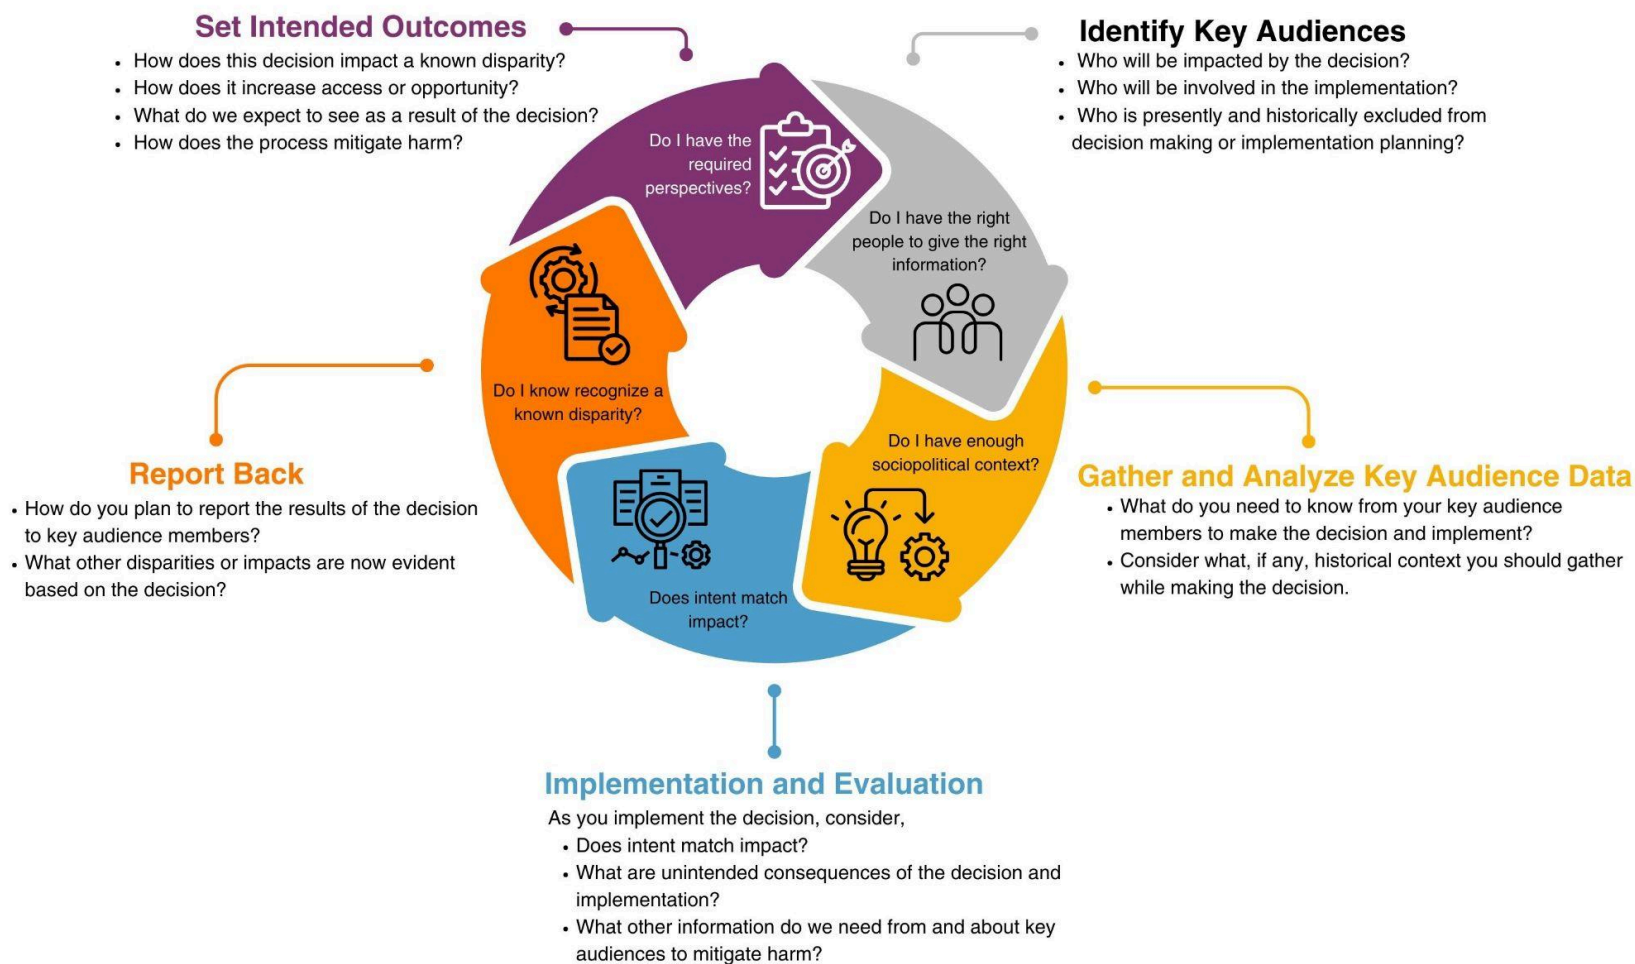 Set Intended Outcomes
• How does this decision impact a known disparity?
• How does it increase access or opportunity?
• What do we expect to see as a result of the decision?
• How does the process mitigate harm?
Identify Key Audiences
• Who will be impacted by the decision?
• Who will be involved in the implementation?
• Who is presently and historically excluded from
decision making or implementation planning?
Do I have the
required
perspectives?
Do I have the right
people to give the right
information?
Do I know recognize a
known disparity?
Do I have enough
sociopolitical context?
Does intent match
impact?
Report Back
• How do you plan to report the results of the decision
to key audience members?
• What other disparities or impacts are now evident
based on the decision?
Gather and Analyze Key Audience Data
• What do you need to know from your key audience
members to make the decision and implement?
• Consider what, if any, historical context you should gather
while making the decision.
Implementation and Evaluation
As you implement the decision, consider,
• Does intent match impact?
• What are unintended consequences of the decision and
implementation?
• What other information do we need from and about key
audiences to mitigate harm?